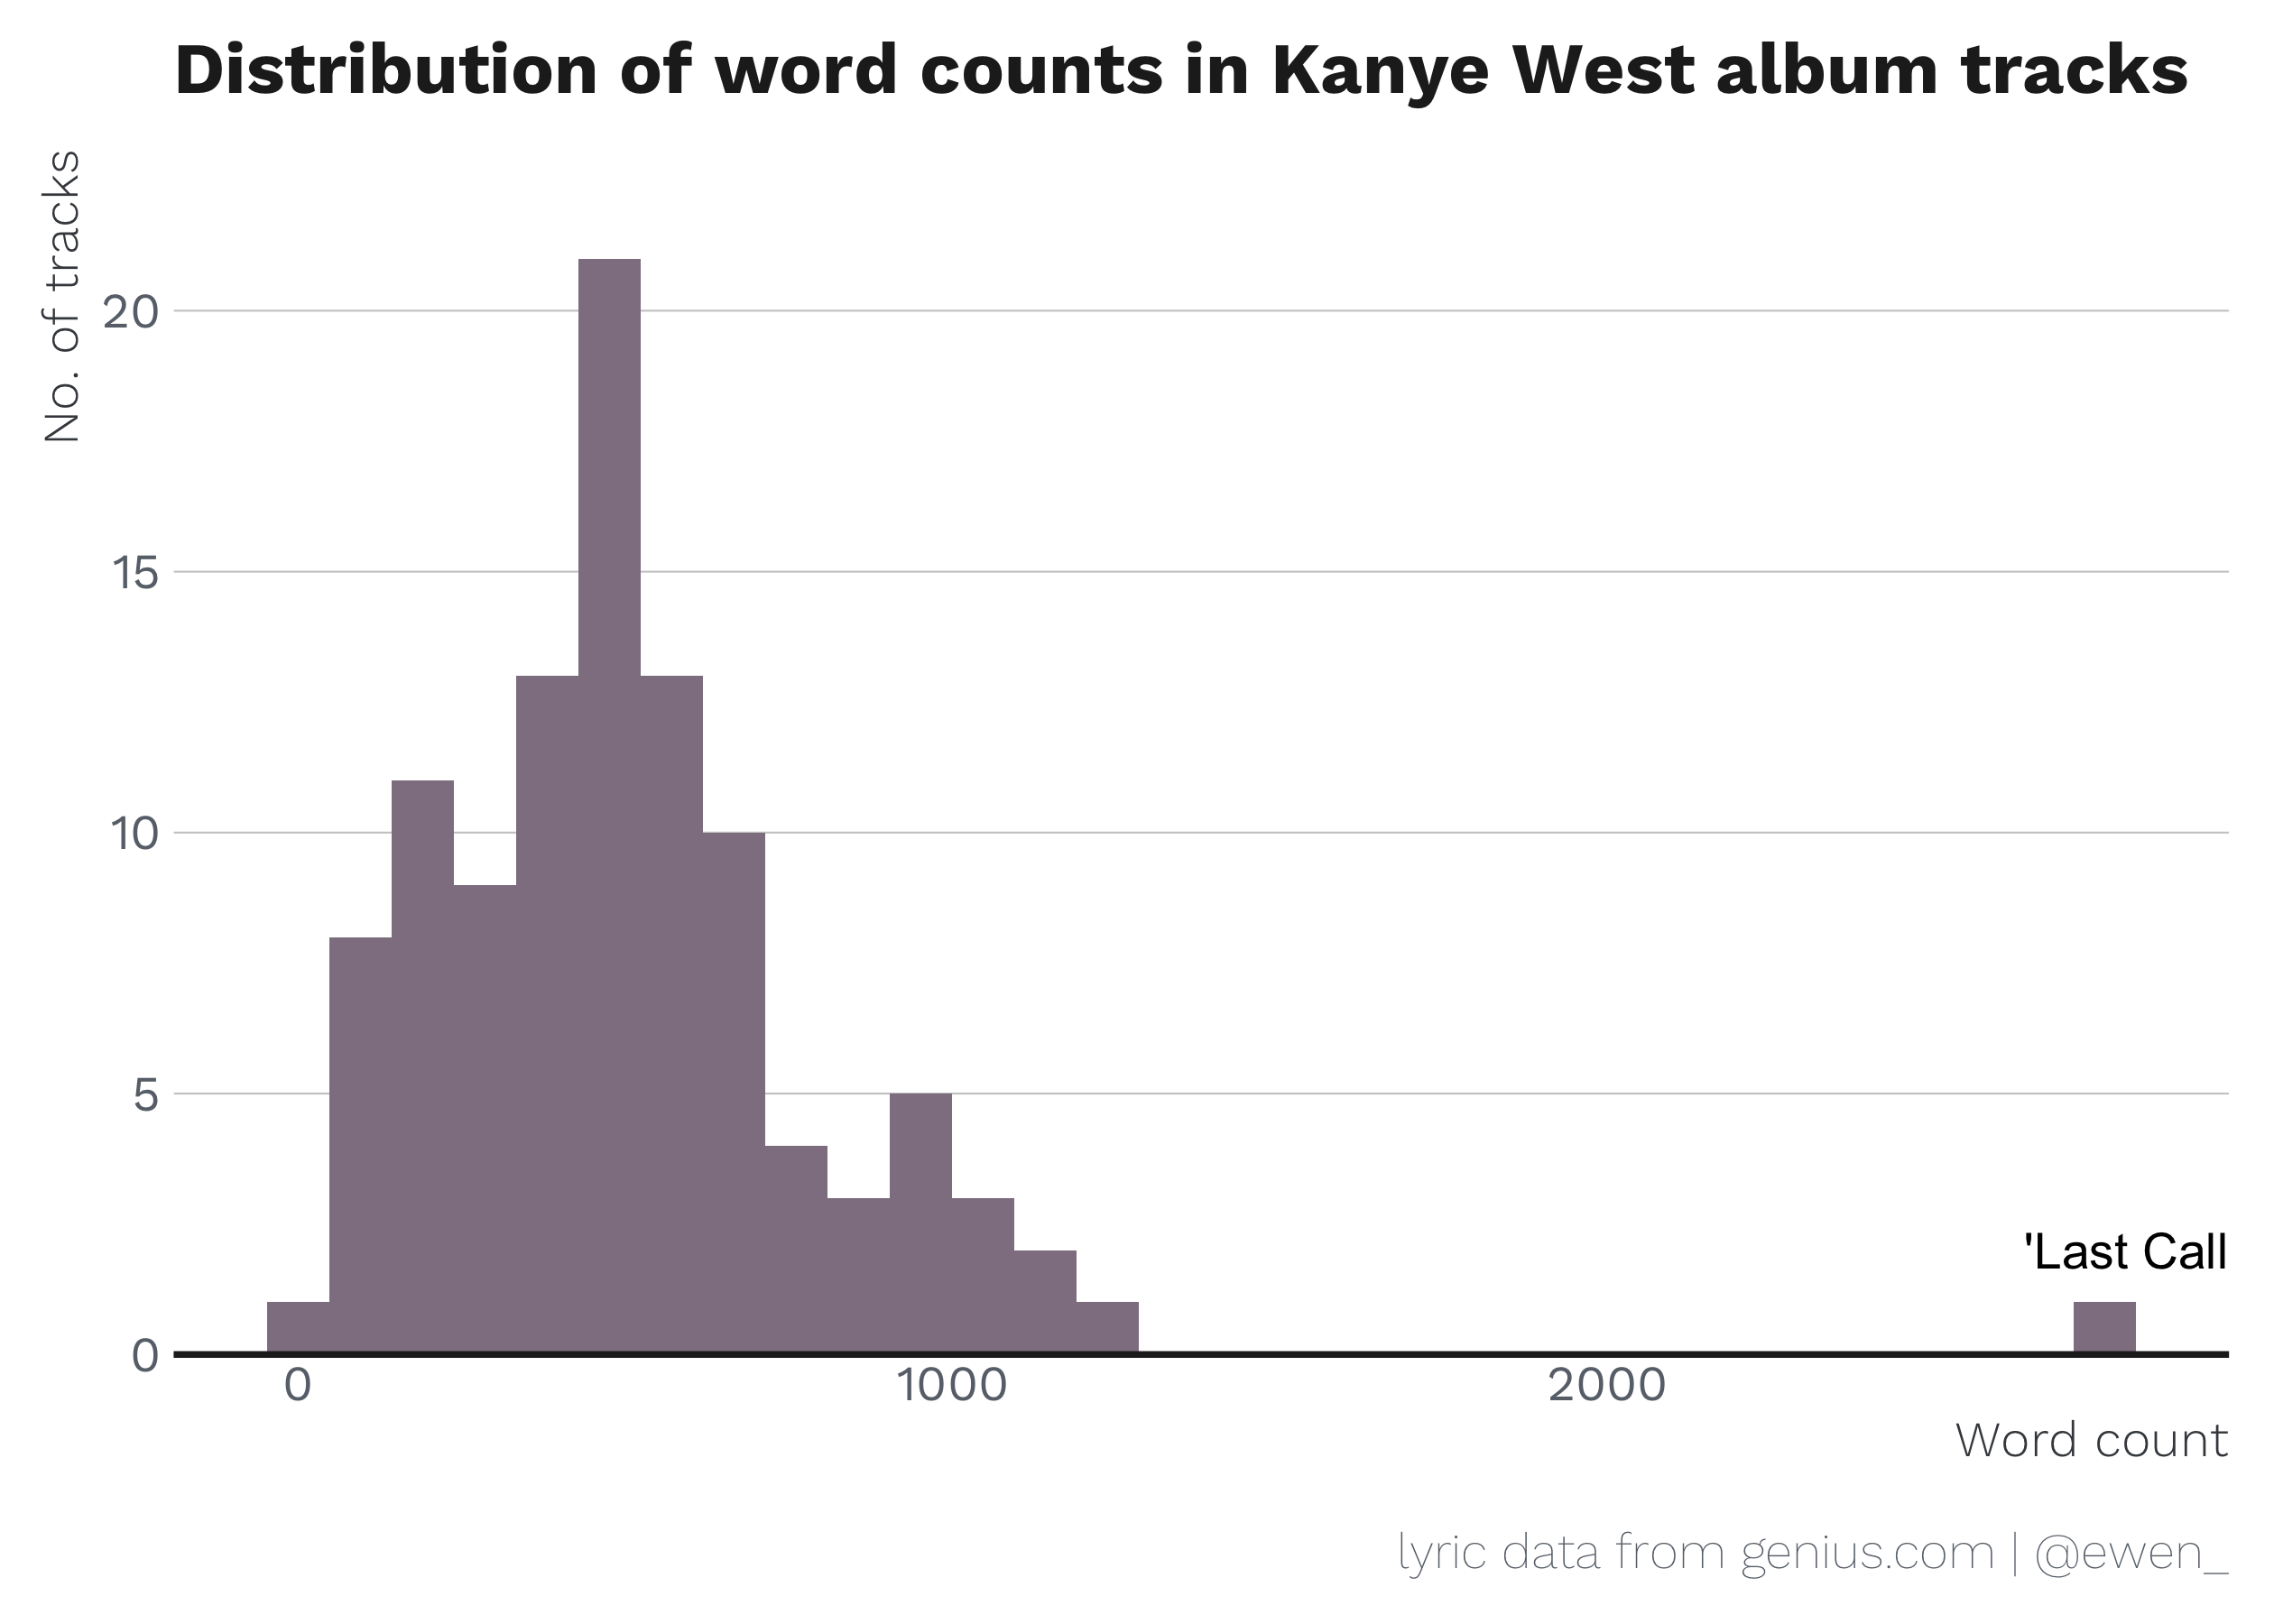 Distribution of word counts in Kanye West album tracks
No. of tracks
20
15
10
5
0
'Last Call
0 1000 2000
Word count
lyric data from genius.com | @ewen_